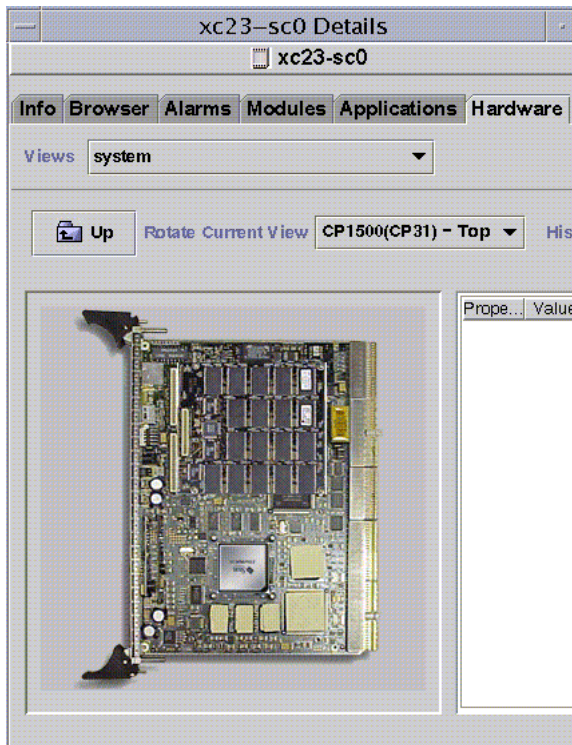 xc23-sc0 Details
xc23-sc0
Info Browser Alarms Modules Applications Hardware
Views system
Up Rotate Current View CP1500(CP31) - Top His
Prope... Value